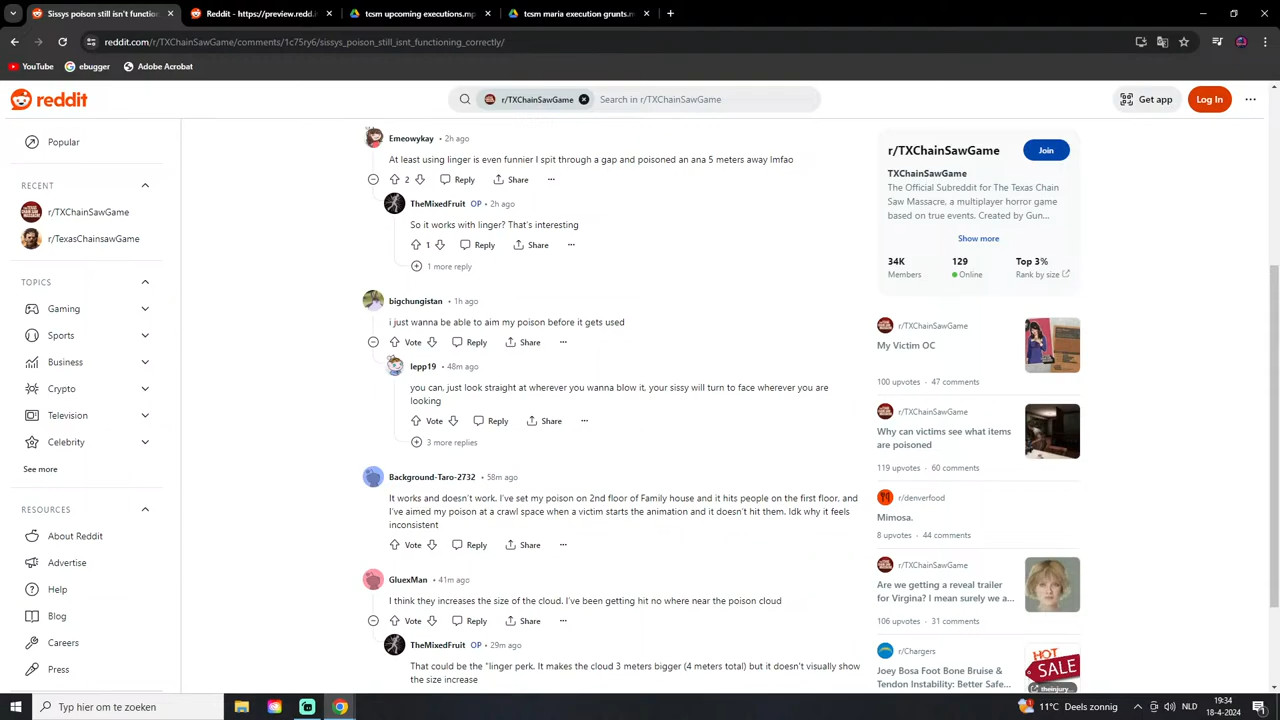 Sissys poison still isn't function
Reddit - https://preview.redd.i
tcsm upcoming executions.mp
tcsm maria execution grunts.m
reddit.com/r/TXChainSawGame/comments/1c75ry6/sissys_poison_still_isnt_functioning_correctly/
YouTube
ebugger
Adobe Acrobat
reddit
r/TXChainSawGame
Search in r/TXChainSawGame
Get app
Log In
Popular
RECENT
r/TXChainSawGame
r/TexasChainsawGame
TOPICS
Gaming
Sports
Business
Crypto
Television
Celebrity
See more
RESOURCES
About Reddit
Advertise
Help
Blog
Careers
Press
Emeowykay • 2h ago
At least using linger is even funnier I spit through a gap and poisoned an ana 5 meters away lmfao
2 Reply Share
TheMixedFruit OP • 2h ago
So it works with linger? That's interesting
1 Reply Share
1 more reply
bigchungistan • 1h ago
i just wanna be able to aim my poison before it gets used
Vote Reply Share
lepp19 • 48m ago
you can, just look straight at wherever you wanna blow it, your sissy will turn to face wherever you are
looking
Vote Reply Share
3 more replies
Background-Taro-2732 • 58m ago
It works and doesn't work. I've set my poison on 2nd floor of Family house and it hits people on the first floor, and
I've aimed my poison at a crawl space when a victim starts the animation and it doesn't hit them. Idk why it feels
inconsistent
Vote Reply Share
GluexMan • 41m ago
I think they increases the size of the cloud. I've been getting hit no where near the poison cloud
Vote Reply Share
TheMixedFruit OP • 29m ago
That could be the "linger perk. It makes the cloud 3 meters bigger (4 meters total) but it doesn't visually show
the size increase
r/TXChainSawGame
Join
TXChainSawGame
The Official Subreddit for The Texas Chain
Saw Massacre, a multiplayer horror game
based on true events. Created by Gun...
Show more
34K 129 Top 3%
Members Online Rank by size
r/TXChainSawGame
My Victim OC
100 upvotes • 47 comments
r/TXChainSawGame
Why can victims see what items
are poisoned
119 upvotes • 60 comments
r/denverfood
Mimosa.
8 upvotes • 44 comments
r/TXChainSawGame
Are we getting a reveal trailer
for Virgina? I mean surely we a...
106 upvotes • 31 comments
r/Chargers
Joey Bosa Foot Bone Bruise &
Tendon Instability: Better Safe...
HOT
SALE
theinjury...
Typ hier om te zoeken
11°C Deels zonnig
NLD
19:34
18-4-2024